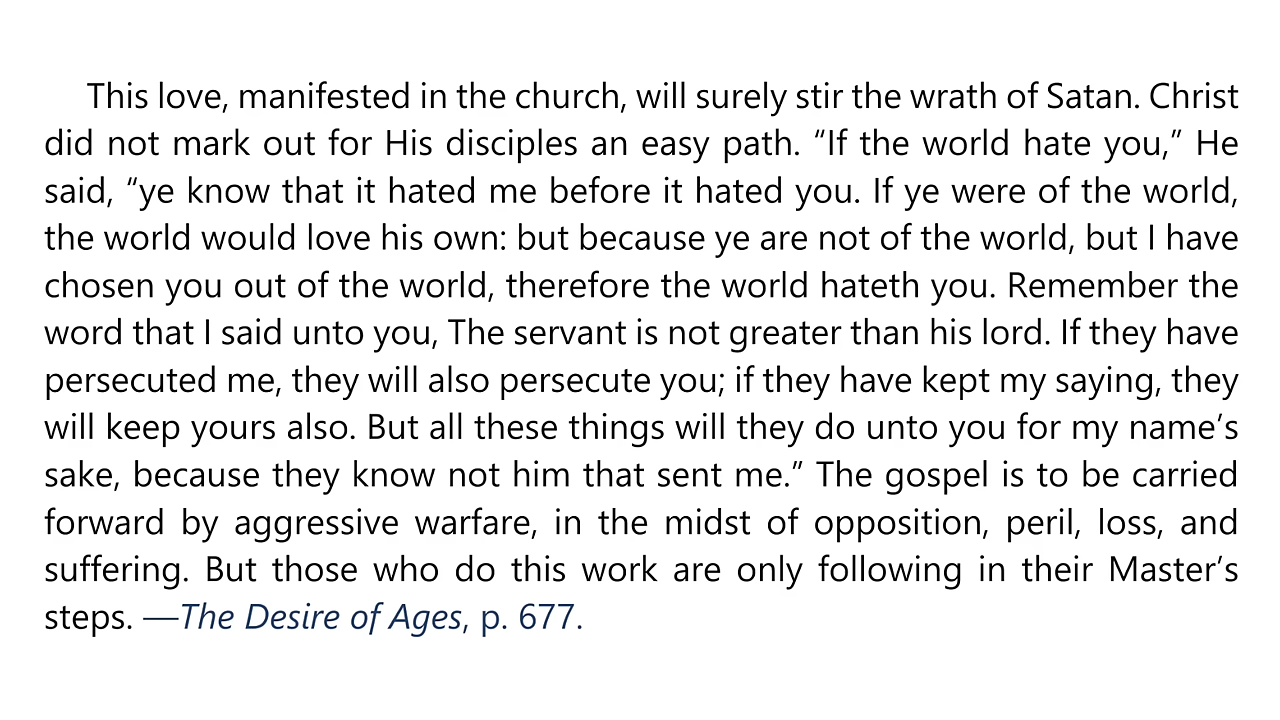 This love, manifested in the church, will surely stir the wrath of Satan. Christ
did not mark out for His disciples an easy path. “If the world hate you,” He
said, “ye know that it hated me before it hated you. If ye were of the world,
the world would love his own: but because ye are not of the world, but I have
chosen you out of the world, therefore the world hateth you. Remember the
word that I said unto you, The servant is not greater than his lord. If they have
persecuted me, they will also persecute you; if they have kept my saying, they
will keep yours also. But all these things will they do unto you for my name’s
sake, because they know not him that sent me.” The gospel is to be carried
forward by aggressive warfare, in the midst of opposition, peril, loss, and
suffering. But those who do this work are only following in their Master’s
steps. —The Desire of Ages, p. 677.